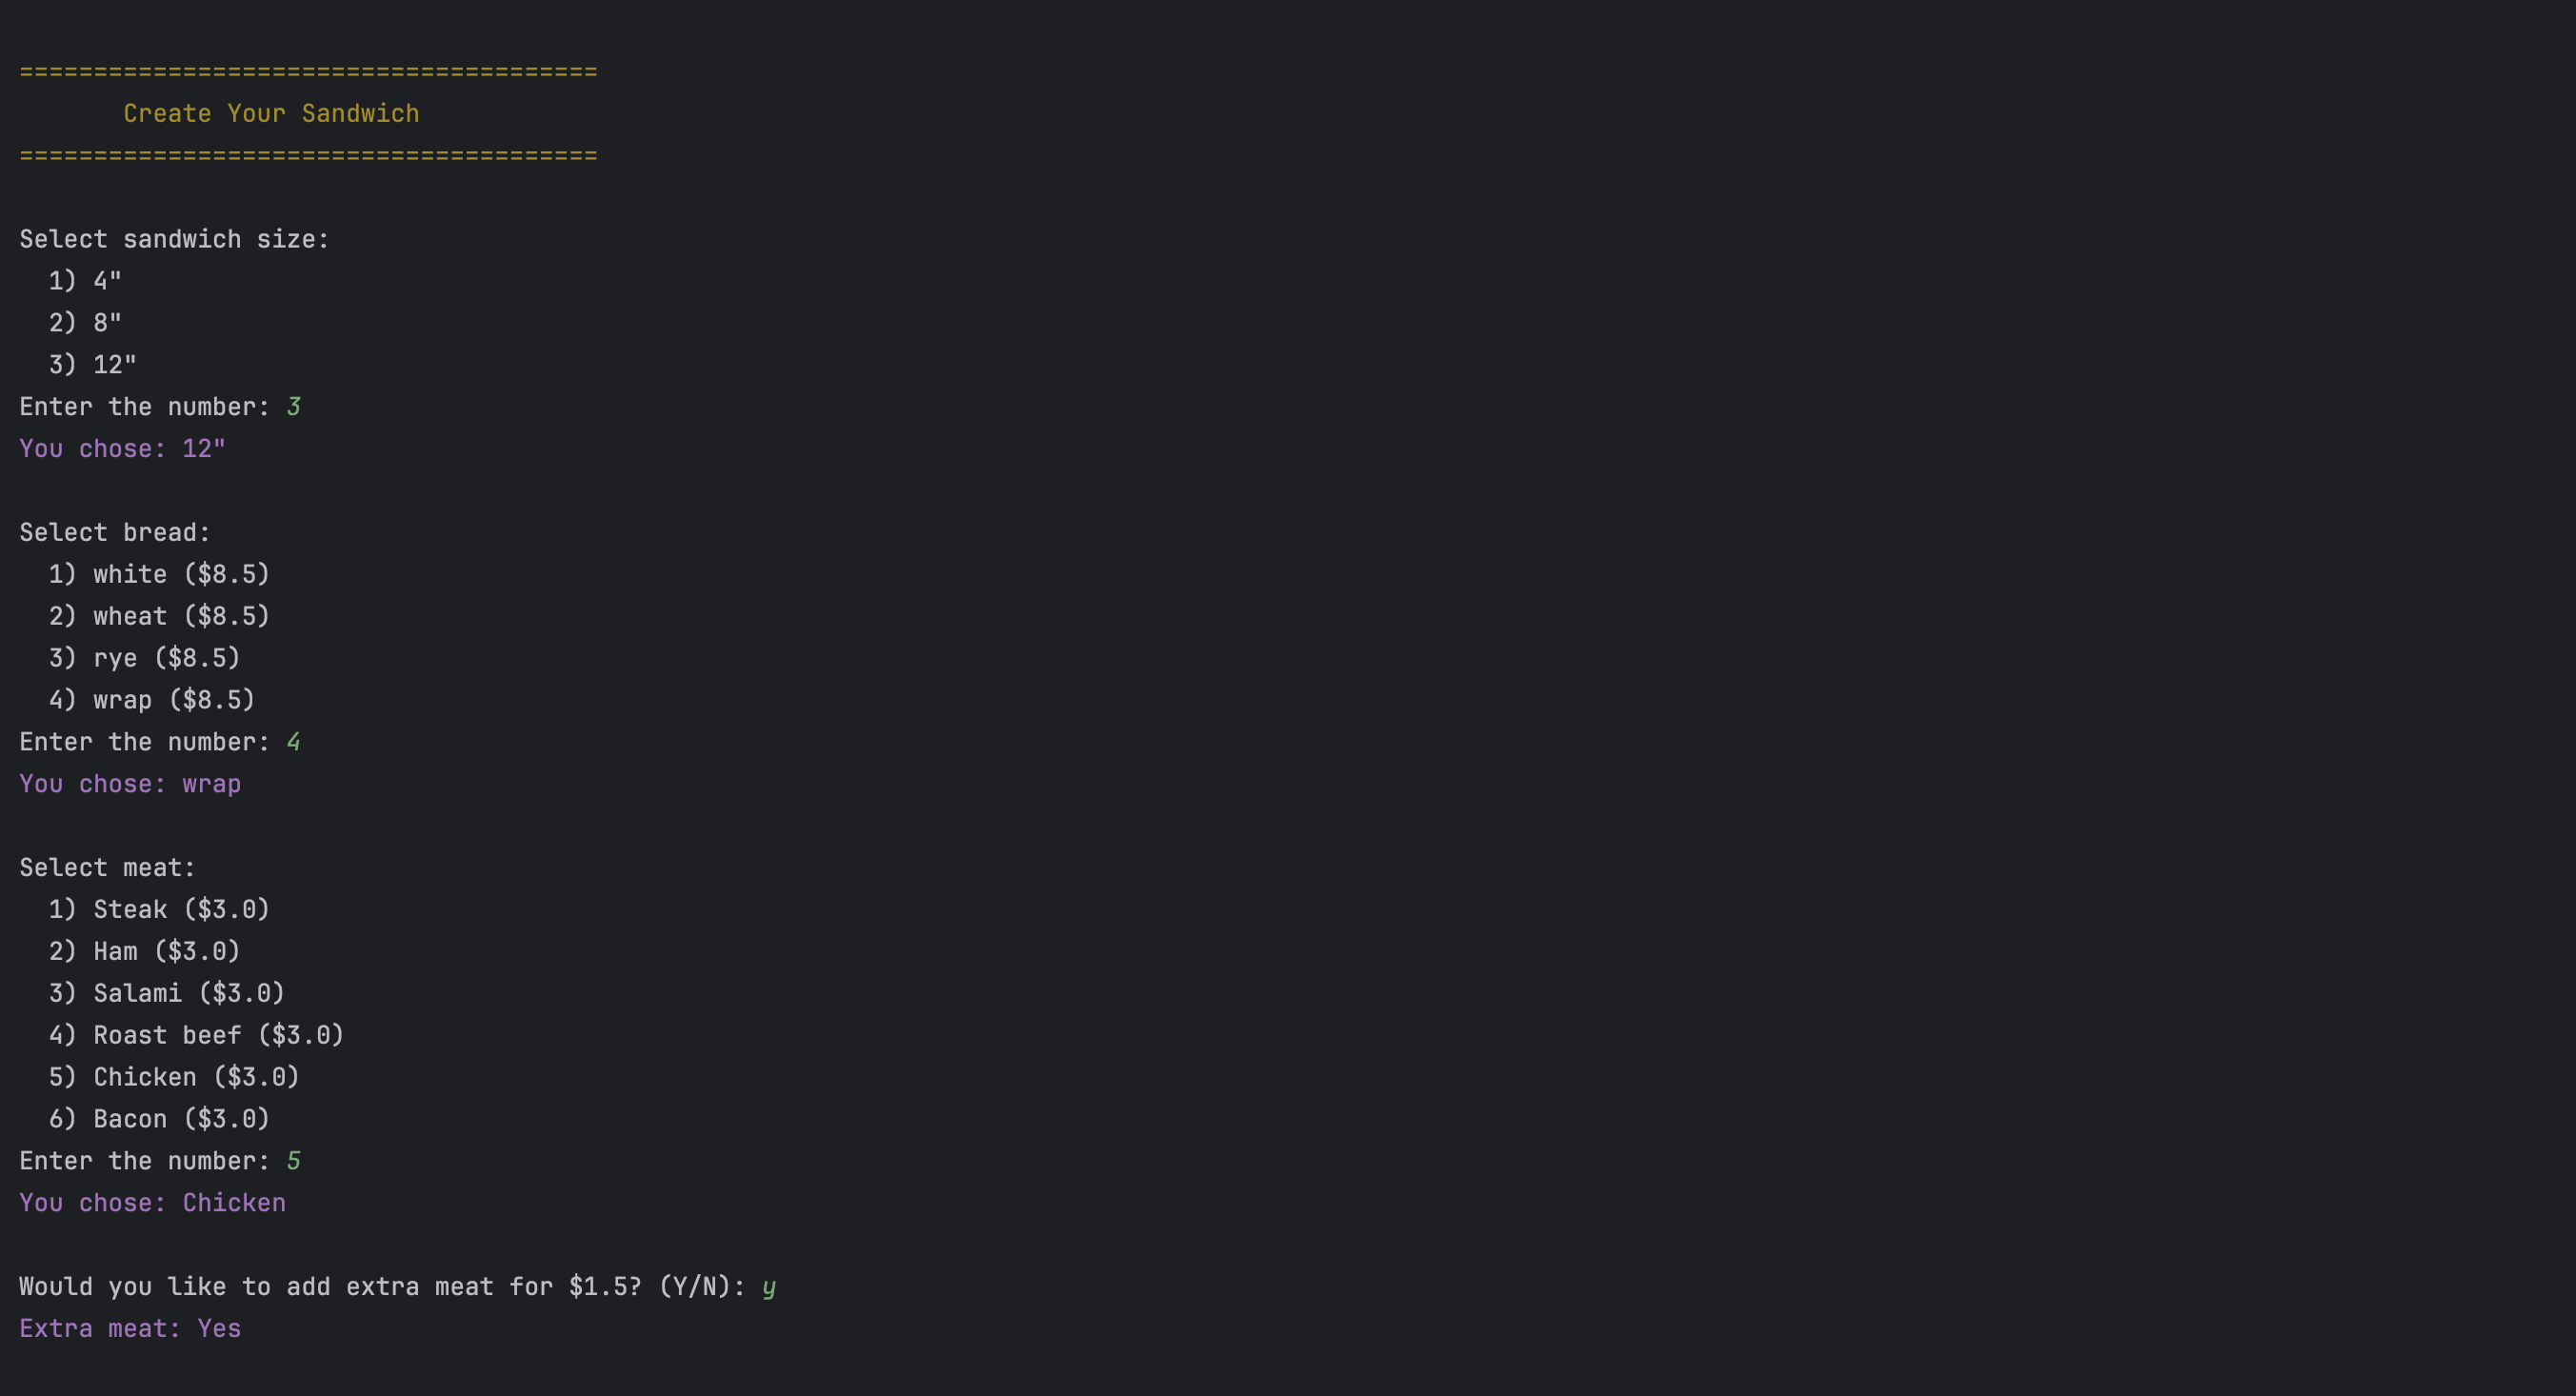 =======================================
Create Your Sandwich
=======================================
Select sandwich size:
1) 4"
2) 8"
3) 12"
Enter the number: 3
You chose: 12"
Select bread:
1) white ($8.5)
2) wheat ($8.5)
3) rye ($8.5)
4) wrap ($8.5)
Enter the number: 4
You chose: wrap
Select meat:
1) Steak ($3.0)
2) Ham ($3.0)
3) Salami ($3.0)
4) Roast beef ($3.0)
5) Chicken ($3.0)
6) Bacon ($3.0)
Enter the number: 5
You chose: Chicken
Would you like to add extra meat for $1.5? (Y/N): y
Extra meat: Yes